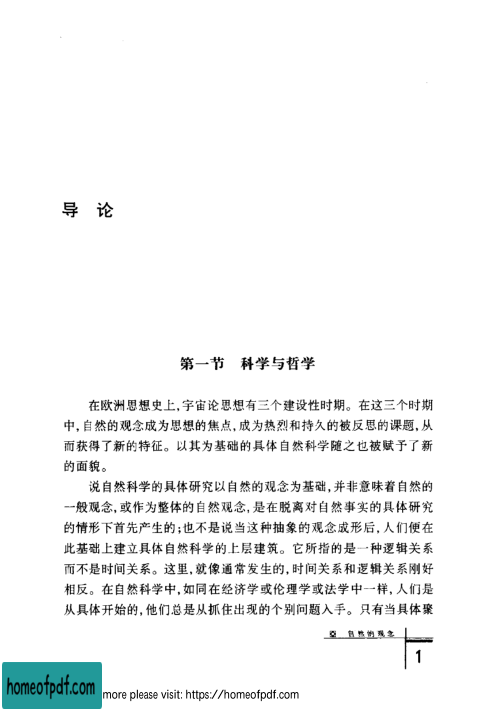 导 论
第一节 科学与哲学
在欧洲思想史上,宇宙论思想有三个建设性时期。在这三个时期
中,自然的观念成为思想的焦点,成为热烈和持久的被反思的课题,从
而获得了新的特征。以其为基础的具体自然科学随之也被赋予了新
的面貌。
说自然科学的具体研究以自然的观念为基础,并非意味着自然的
一般观念,或作为整体的自然观念,是在脱离对自然事实的具体研究
的情形下首先产生的;也不是说当这种抽象的观念成形后,人们便在
此基础上建立具体自然科学的上层建筑。它所指的是一种逻辑关系
而不是时间关系。这里,就像通常发生的,时间关系和逻辑关系刚好
相反。在自然科学中,如同在经济学或伦理学或法学中一样,人们是
从具体开始的,他们总是从抓住出现的个别问题入手。只有当具体聚
自然的观念
1
homeofpdf.com
more please visit: https://homeofpdf.com